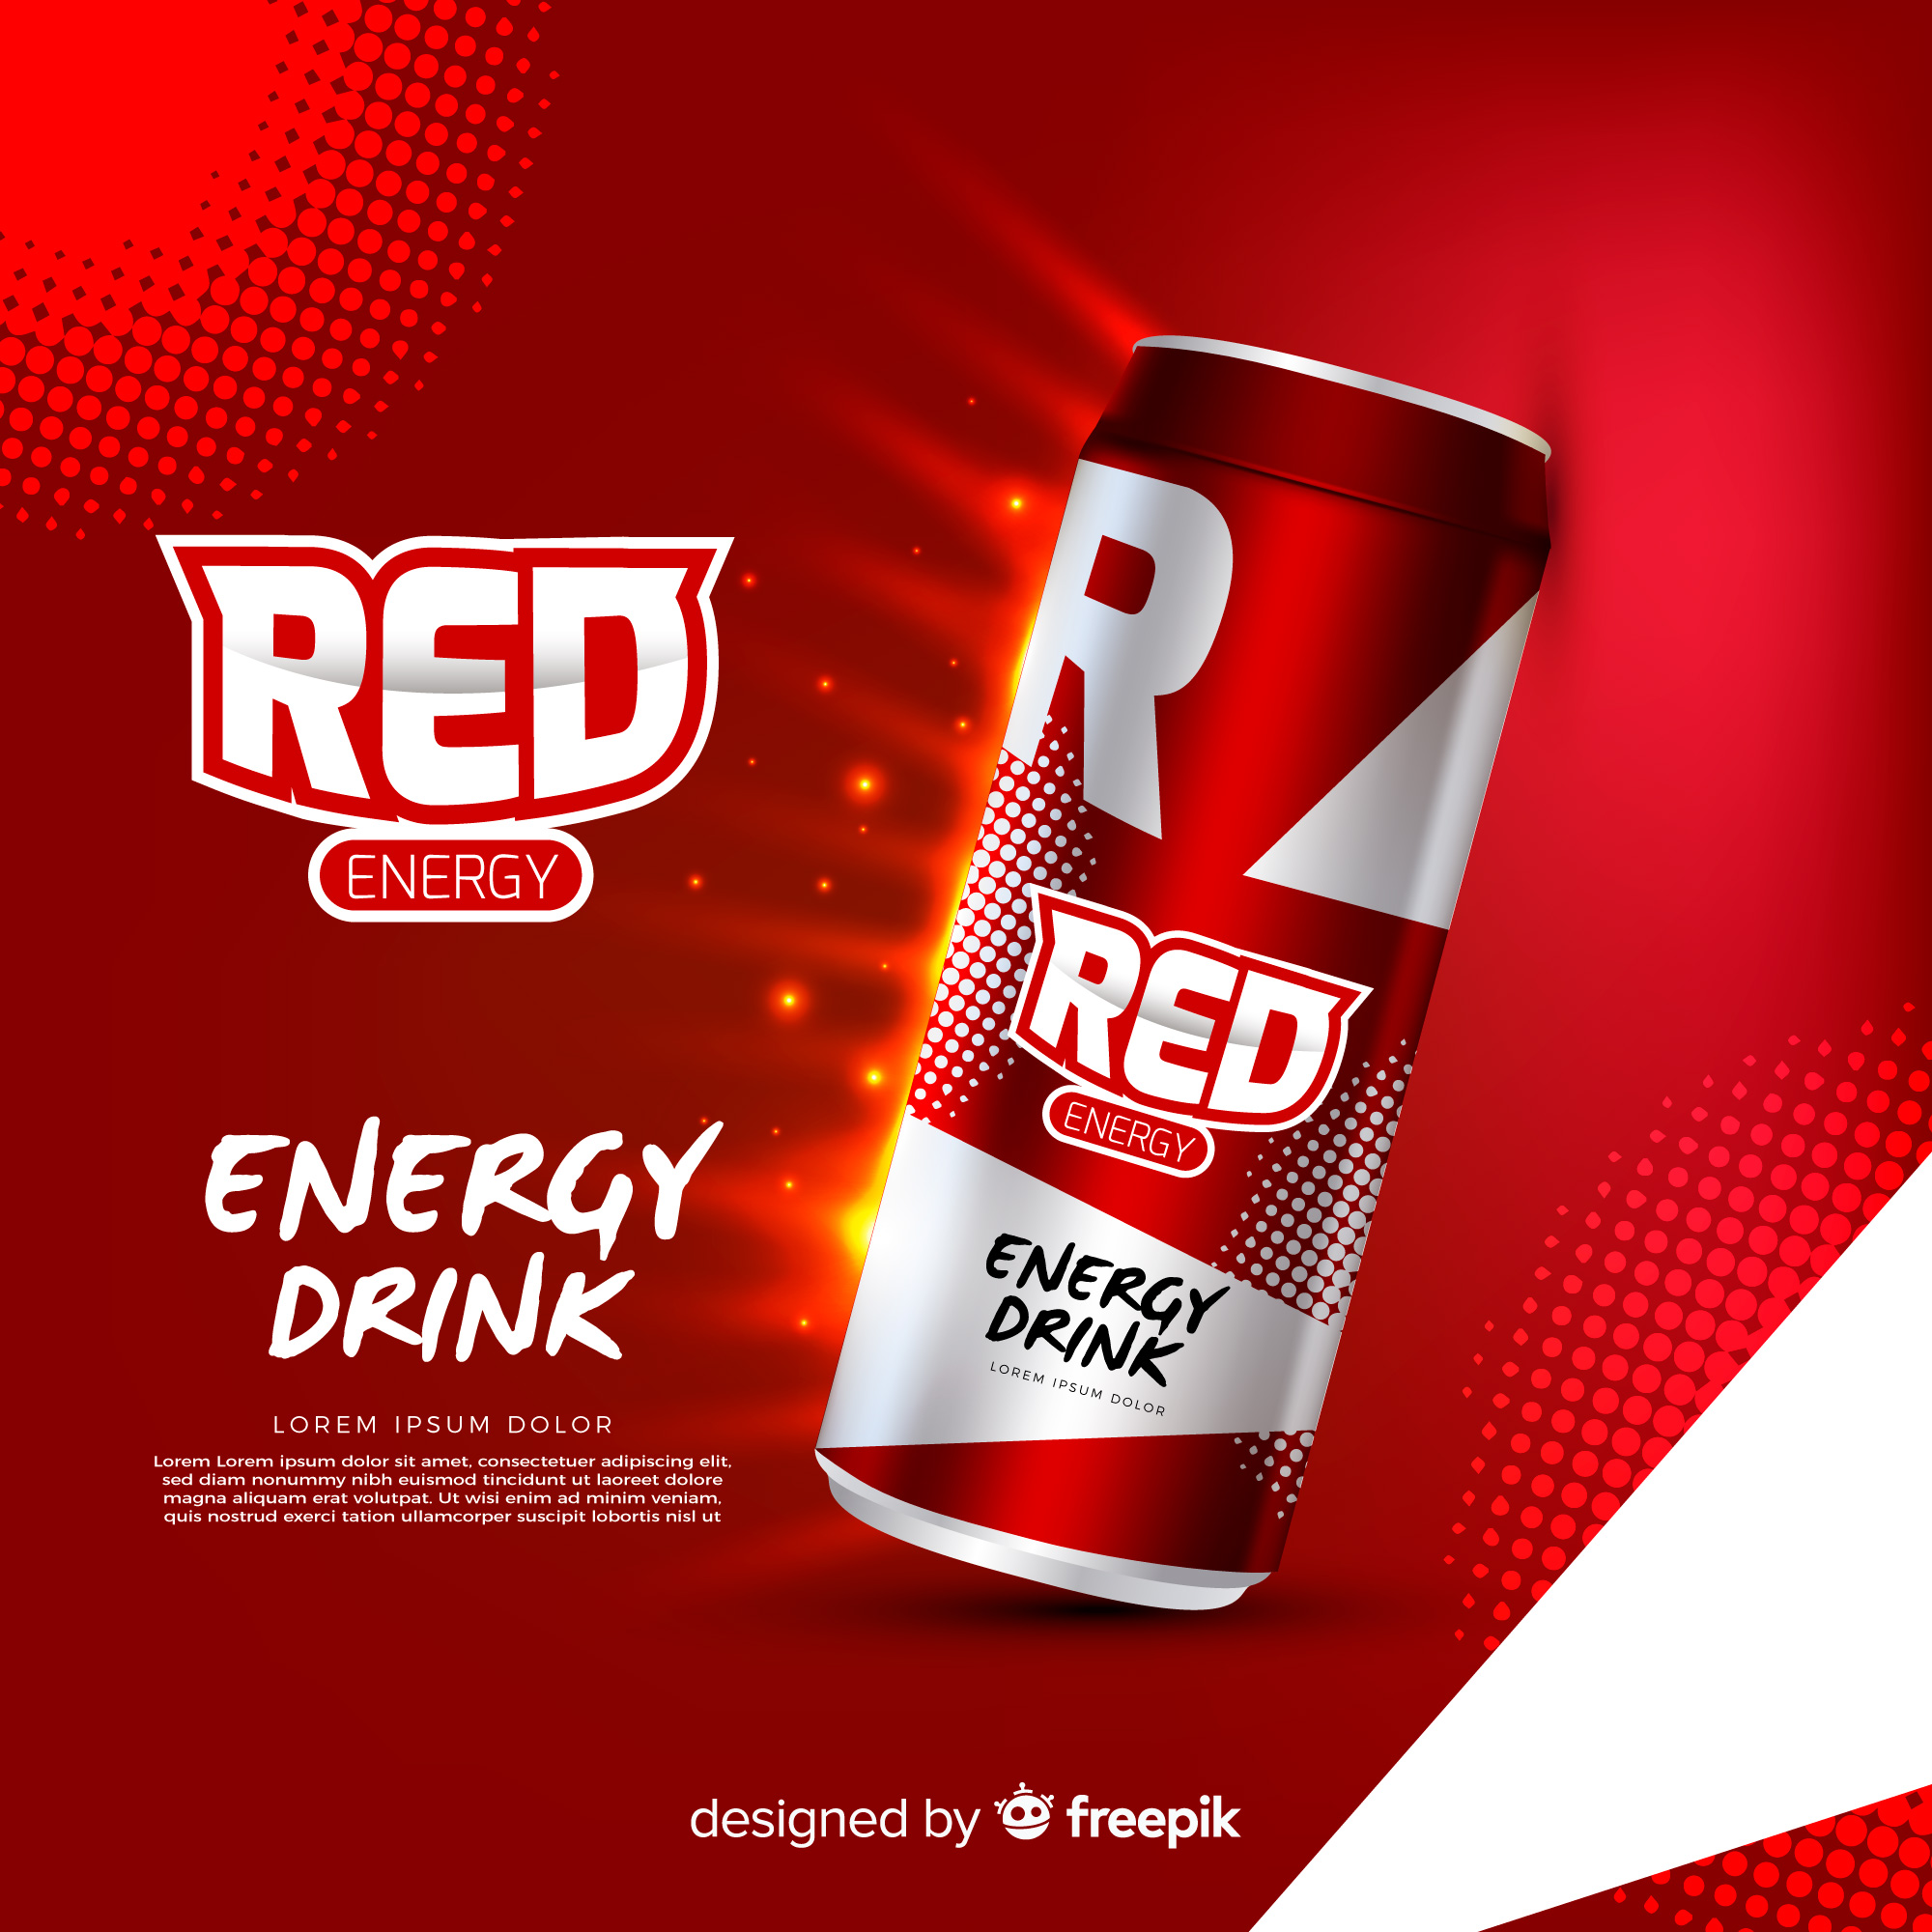 RED
ENERGY
ENERGY
DRINK
LOREM IPSUM DOLOR
Lorem Lorem ipsum dolor sit amet, consectetuer adipiscing elit,
sed diam nonummy nibh euismod tincidunt ut laoreet dolore
magna aliquam erat volutpat. Ut wisi enim ad minim veniam,
quis nostrud exerci tation ullamcorper suscipit lobortis nisl ut
R
RED
ENERGY
ENERGY
DRINK
LOREM IPSUM DOLOR
designed by freepik